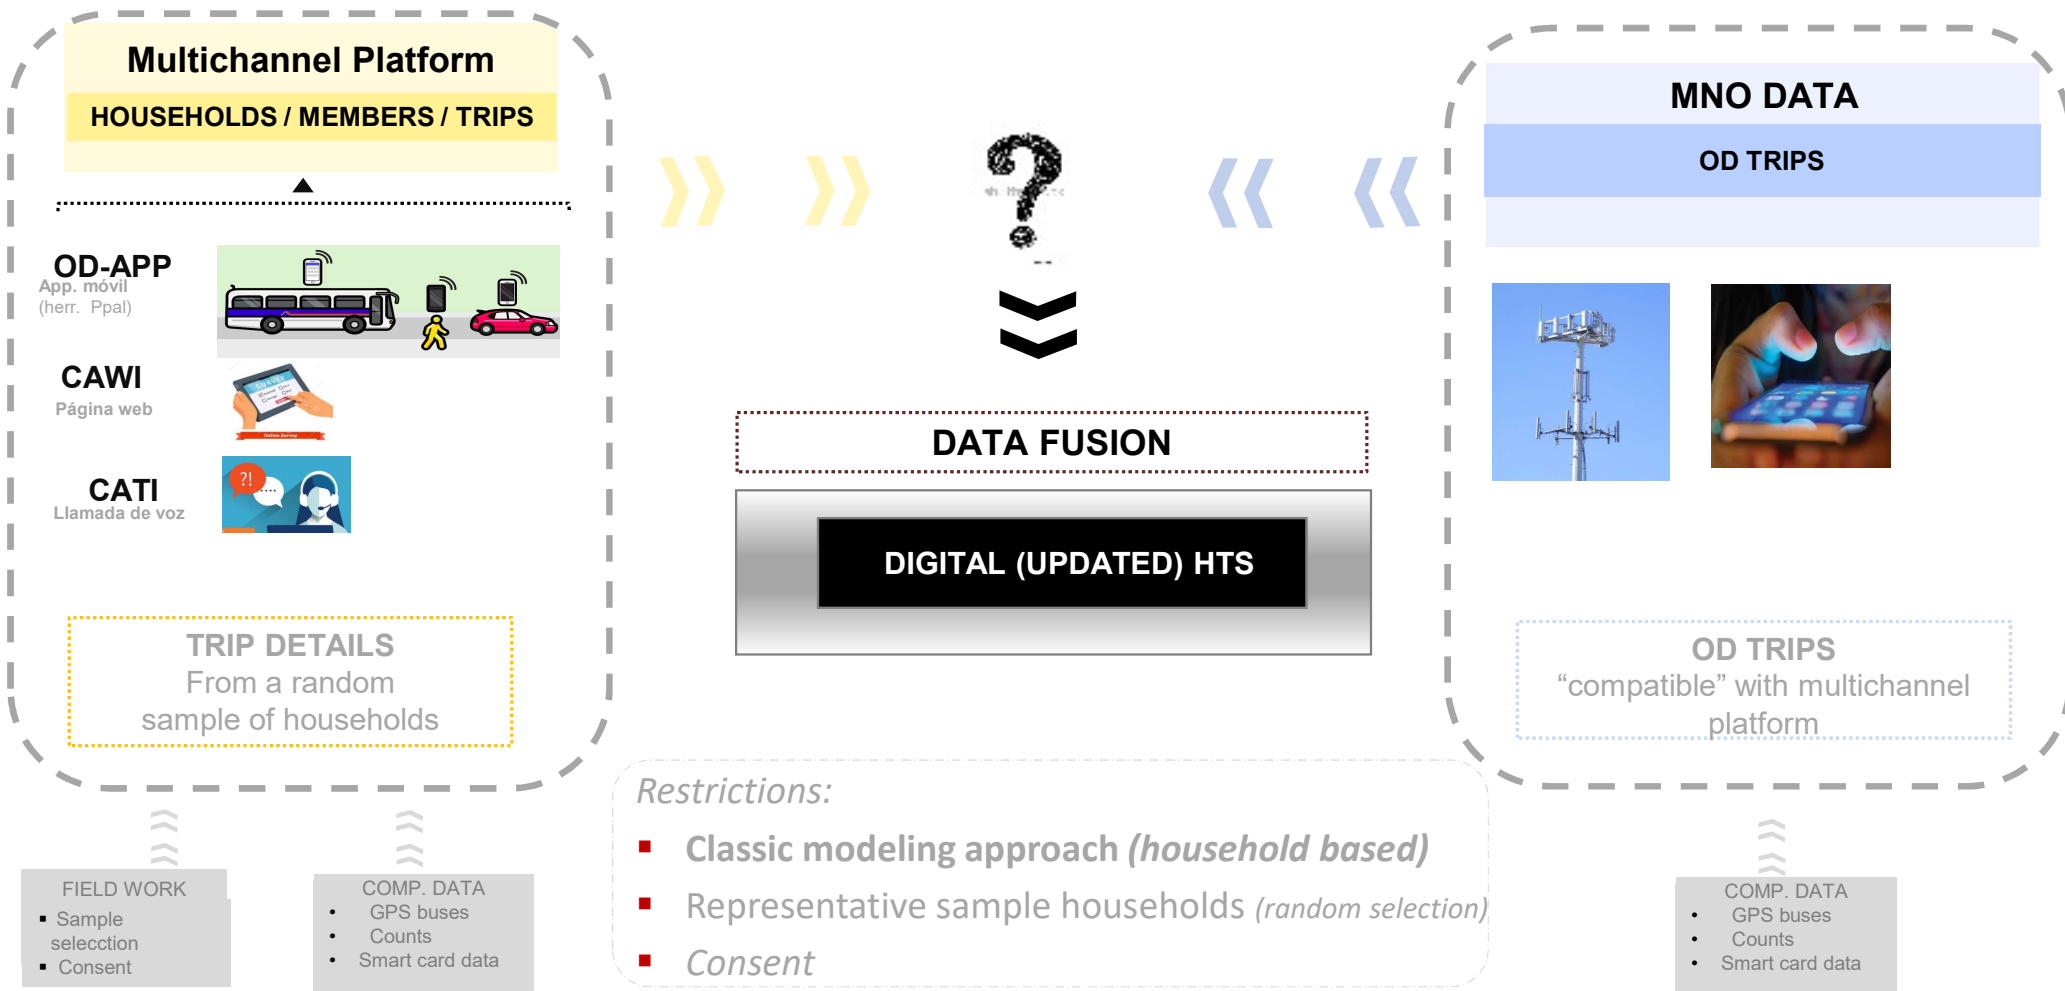 Multichannel Platform
HOUSEHOLDS / MEMBERS / TRIPS
OD-APP
App. móvil
(herr. Ppal)
CAWI
Página web
SURVEY
Online Survey
CATI
Llamada de voz
?!
....
TRIP DETAILS
From a random
sample of households
FIELD WORK
▪ Sample
selecction
▪ Consent
COMP. DATA
• GPS buses
• Counts
• Smart card data
?
DATA FUSION
DIGITAL (UPDATED) HTS
Restrictions:
▪ Classic modeling approach (household based)
▪ Representative sample households (random selection)
▪ Consent
MNO DATA
OD TRIPS
OD TRIPS
“compatible” with multichannel
platform
COMP. DATA
• GPS buses
• Counts
• Smart card data